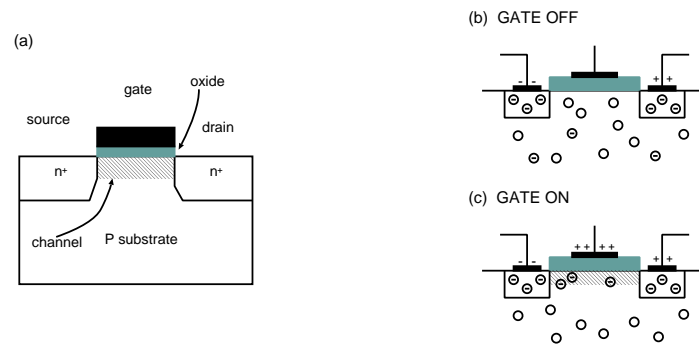 (a)
gate
oxide
source
drain
n+
n+
channel
P substrate
(b) GATE OFF
- -
+ +
(c) GATE ON
+ + + +
- -
+ +